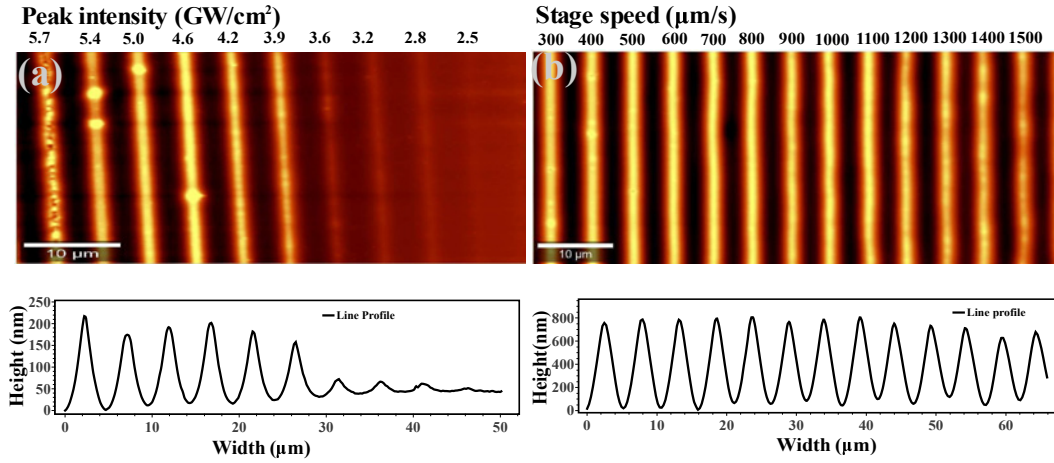 Peak intensity (GW/cm²)
5.7 5.4 5.0 4.6 4.2 3.9 3.6 3.2 2.8 2.5
(a)
10 µm
250
200
150
100
50
0
Height (nm)
Line Profile
0 10 20 30 40 50
Width (µm)
Stage speed (µm/s)
300 400 500 600 700 800 900 1000 1100 1200 1300 1400 1500
(b)
10 µm
800
600
400
200
0
Height(nm)
Line profile
0 10 20 30 40 50 60
Width (µm)